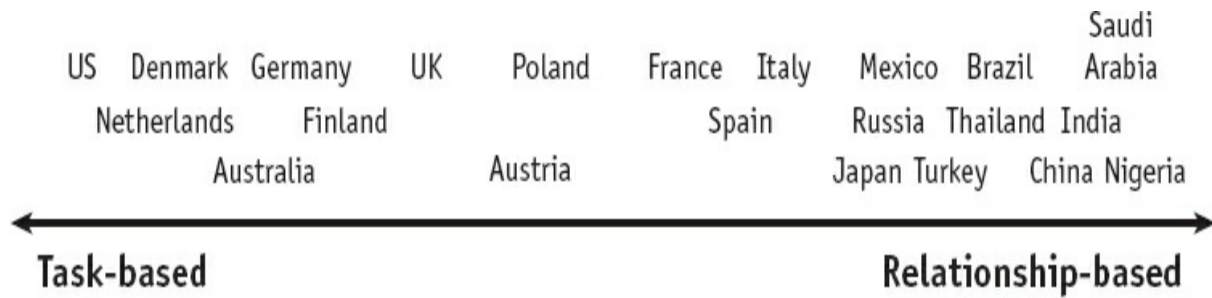 Saudi
US Denmark Germany UK Poland France Italy Mexico Brazil Arabia
Netherlands Finland Spain Russia Thailand India
Australia Austria Japan Turkey China Nigeria
Task-based Relationship-based